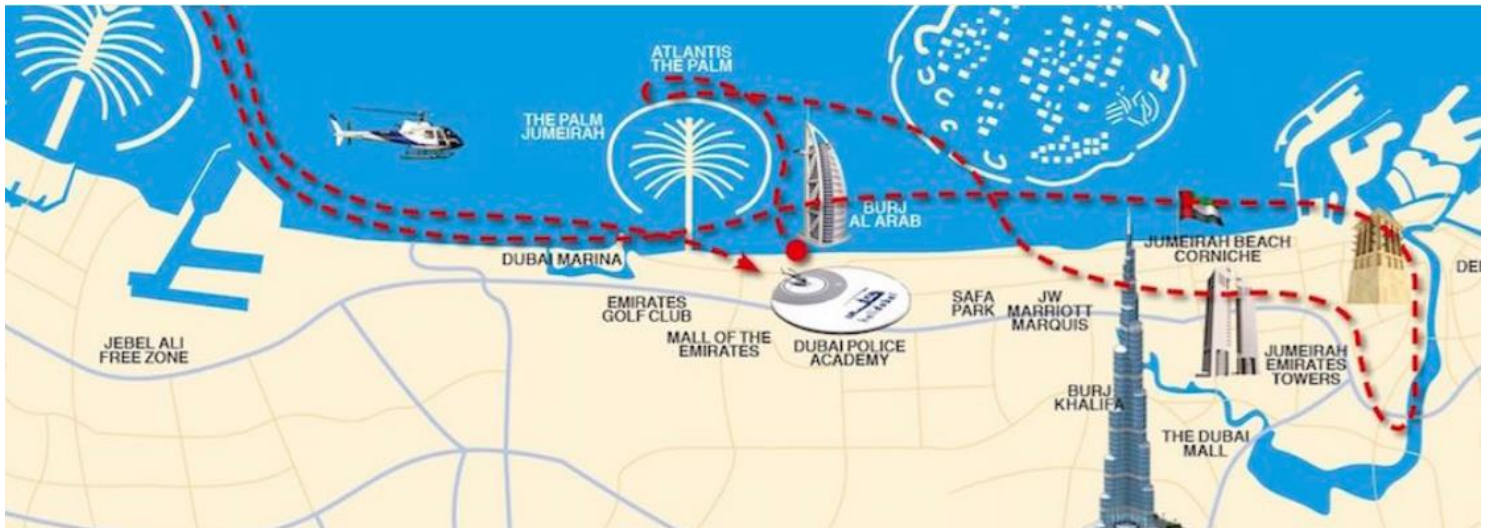 ATLANTIS
THE PALM
THE PALM
JUMEIRAH
BURJ
AL ARAB
DUBAI MARINA
JUMEIRAH BEACH
CORNICHE
DEI
EMIRATES
GOLF CLUB
SAFA
PARK
JW
MARRIOTT
MARQUIS
MALL OF THE
EMIRATES
DUBAI POLICE
ACADEMY
JEBEL ALI
FREE ZONE
JUMEIRAH
EMIRATES
TOWERS
BURJ
KHALIFA
THE DUBAI
MALL